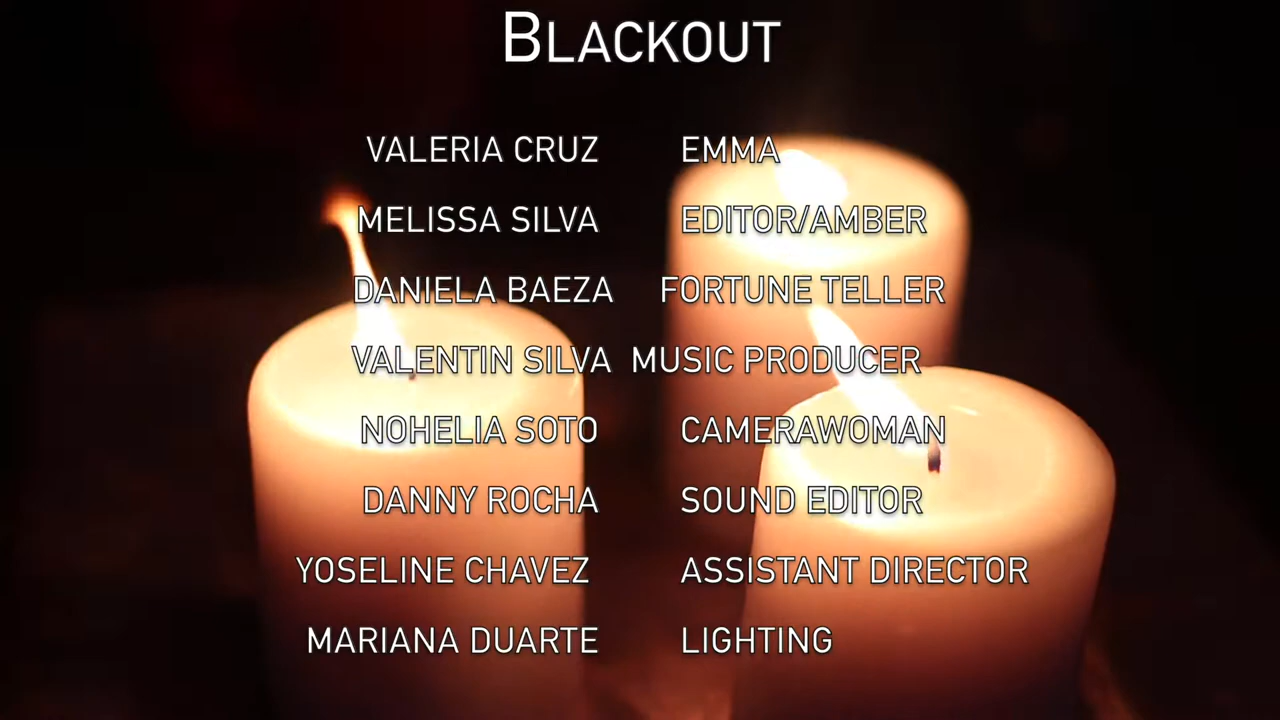 BLACKOUT
VALERIA CRUZ EMMA
MELISSA SILVA EDITOR/AMBER
DANIELA BAEZA FORTUNE TELLER
VALENTIN SILVA MUSIC PRODUCER
NOHELIA SOTO CAMERAWOMAN
DANNY ROCHA SOUND EDITOR
YOSELINE CHAVEZ ASSISTANT DIRECTOR
MARIANA DUARTE LIGHTING